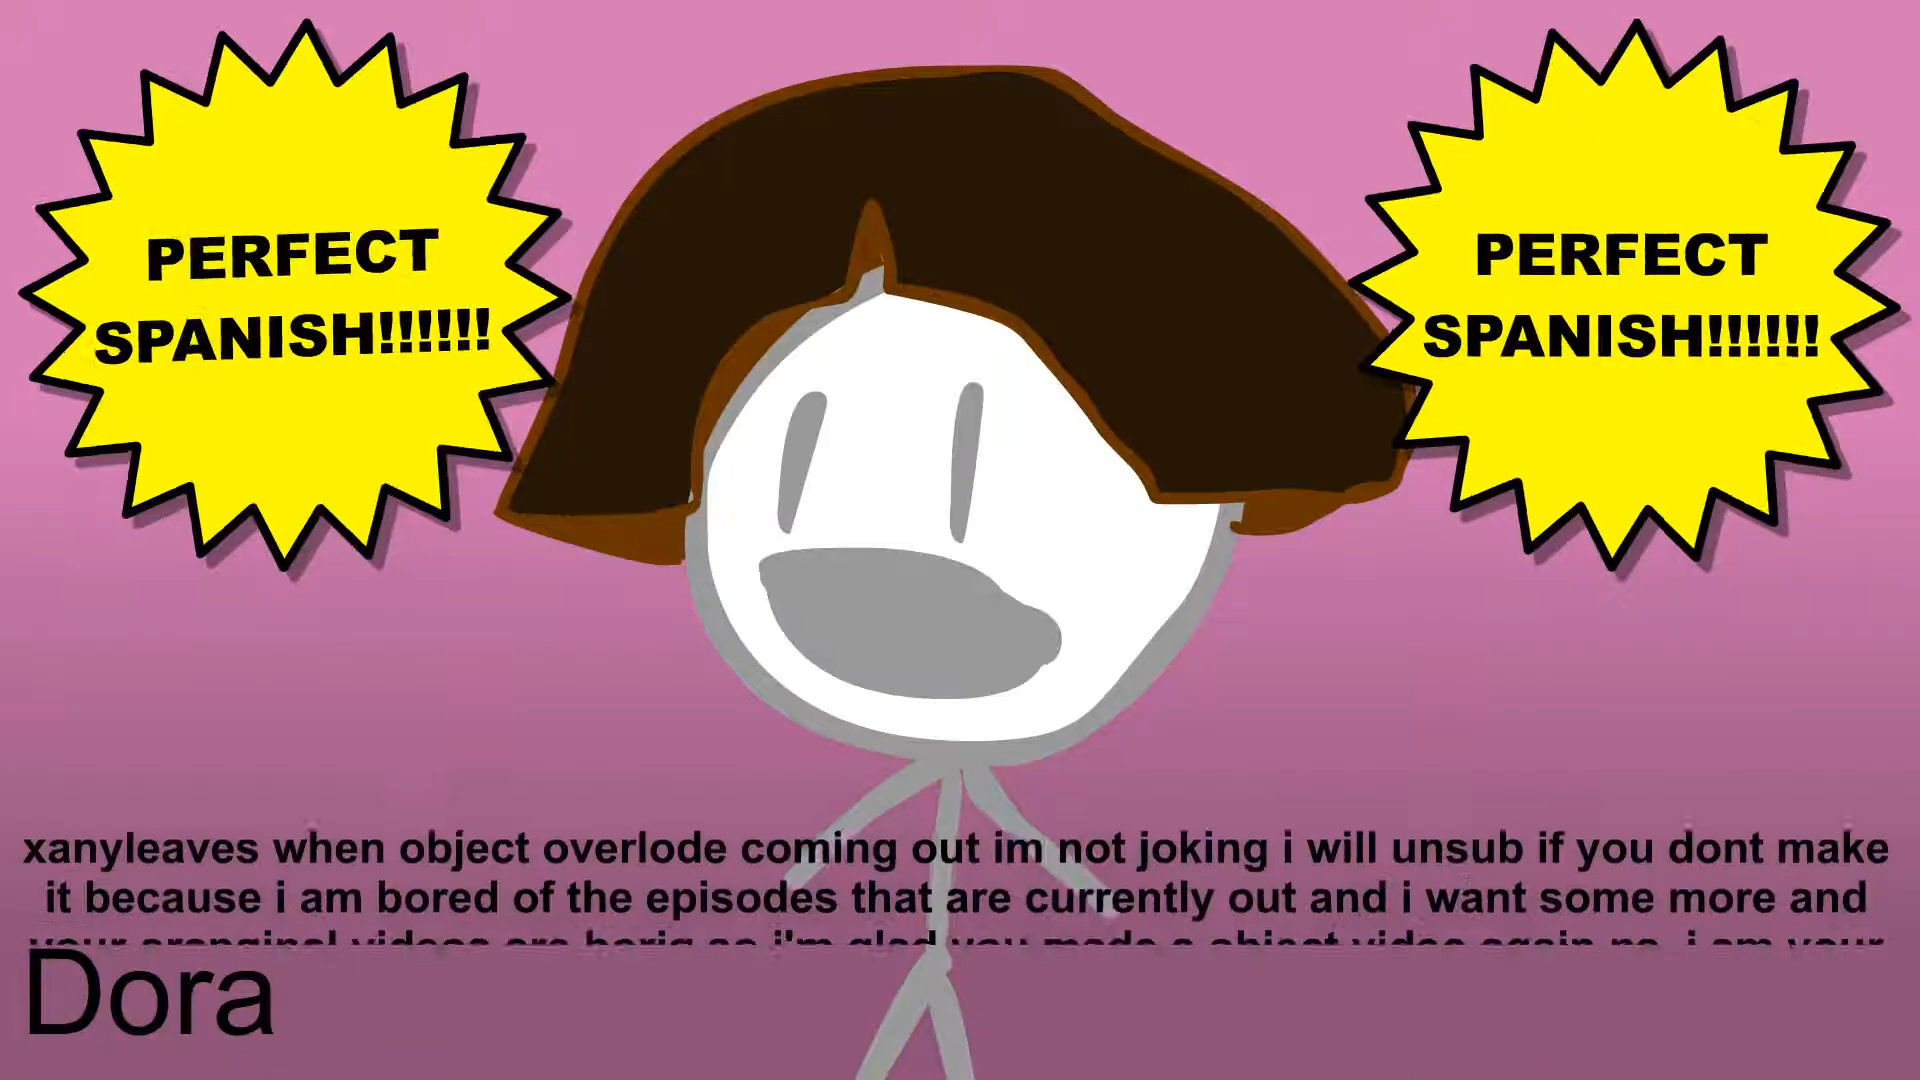 PERFECT
SPANISH!!!!!!
PERFECT
SPANISH!!!!!!
xanyleaves when object overlode coming out im not joking i will unsub if you dont make
it because i am bored of the episodes that are currently out and i want some more and
Dora